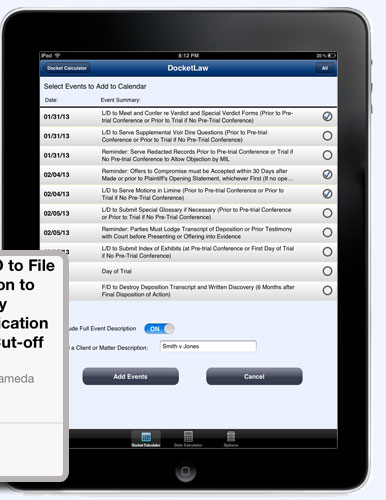 iPad
8:12 PM
35%
Docket Calculator
DocketLaw
All
Select Events to Add to Calendar
Date:
Event Summary:
01/31/13
L/D to Meet and Confer re Verdict and Special Verdict Forms (Prior to Pre-
trial Conference or Prior to Trial if No Pre-Trial Conference)
01/31/13
L/D to Serve Supplemental Voir Dire Questions (Prior to Pre-trial
Conference or Prior to Trial if No Pre-Trial Conference)
01/31/13
Reminder: Serve Redacted Records Prior to Pre-trial Conference or Trial if
No Pre-trial Conference to Allow Objection by MIL
02/04/13
Reminder: Offers to Compromise must be Accepted within 30 Days after
Made or prior to Plaintiff's Opening Statement, whichever First (If no ope...
02/04/13
L/D to Serve Motions in Limine (Prior to Pre-trial Conference or Prior to
Trial if No Pre-Trial Conference)
02/05/13
L/D to Submit Special Glossary if Necessary (Prior to Pre-trial Conference
or Prior to Trial if No Pre-Trial Conference)
02/05/13
Reminder: Parties Must Lodge Transcript of Deposition or Prior Testimony
with Court before Presenting or Offering into Evidence
L/D to Submit Index of Exhibits (at Pre-trial Conference or First Day of Trial
if No Pre-Trial Conference)
Day of Trial
F/D to Destroy Deposition Transcript and Written Discovery (6 Months after
Final Disposition of Action)
D to File
on to
y
ication
Cut-off
ameda
ude Full Event Description
ON
a Client or Matter Description:
Smith v Jones
Add Events
Cancel
Docket Calculator
Date Calculator
Options